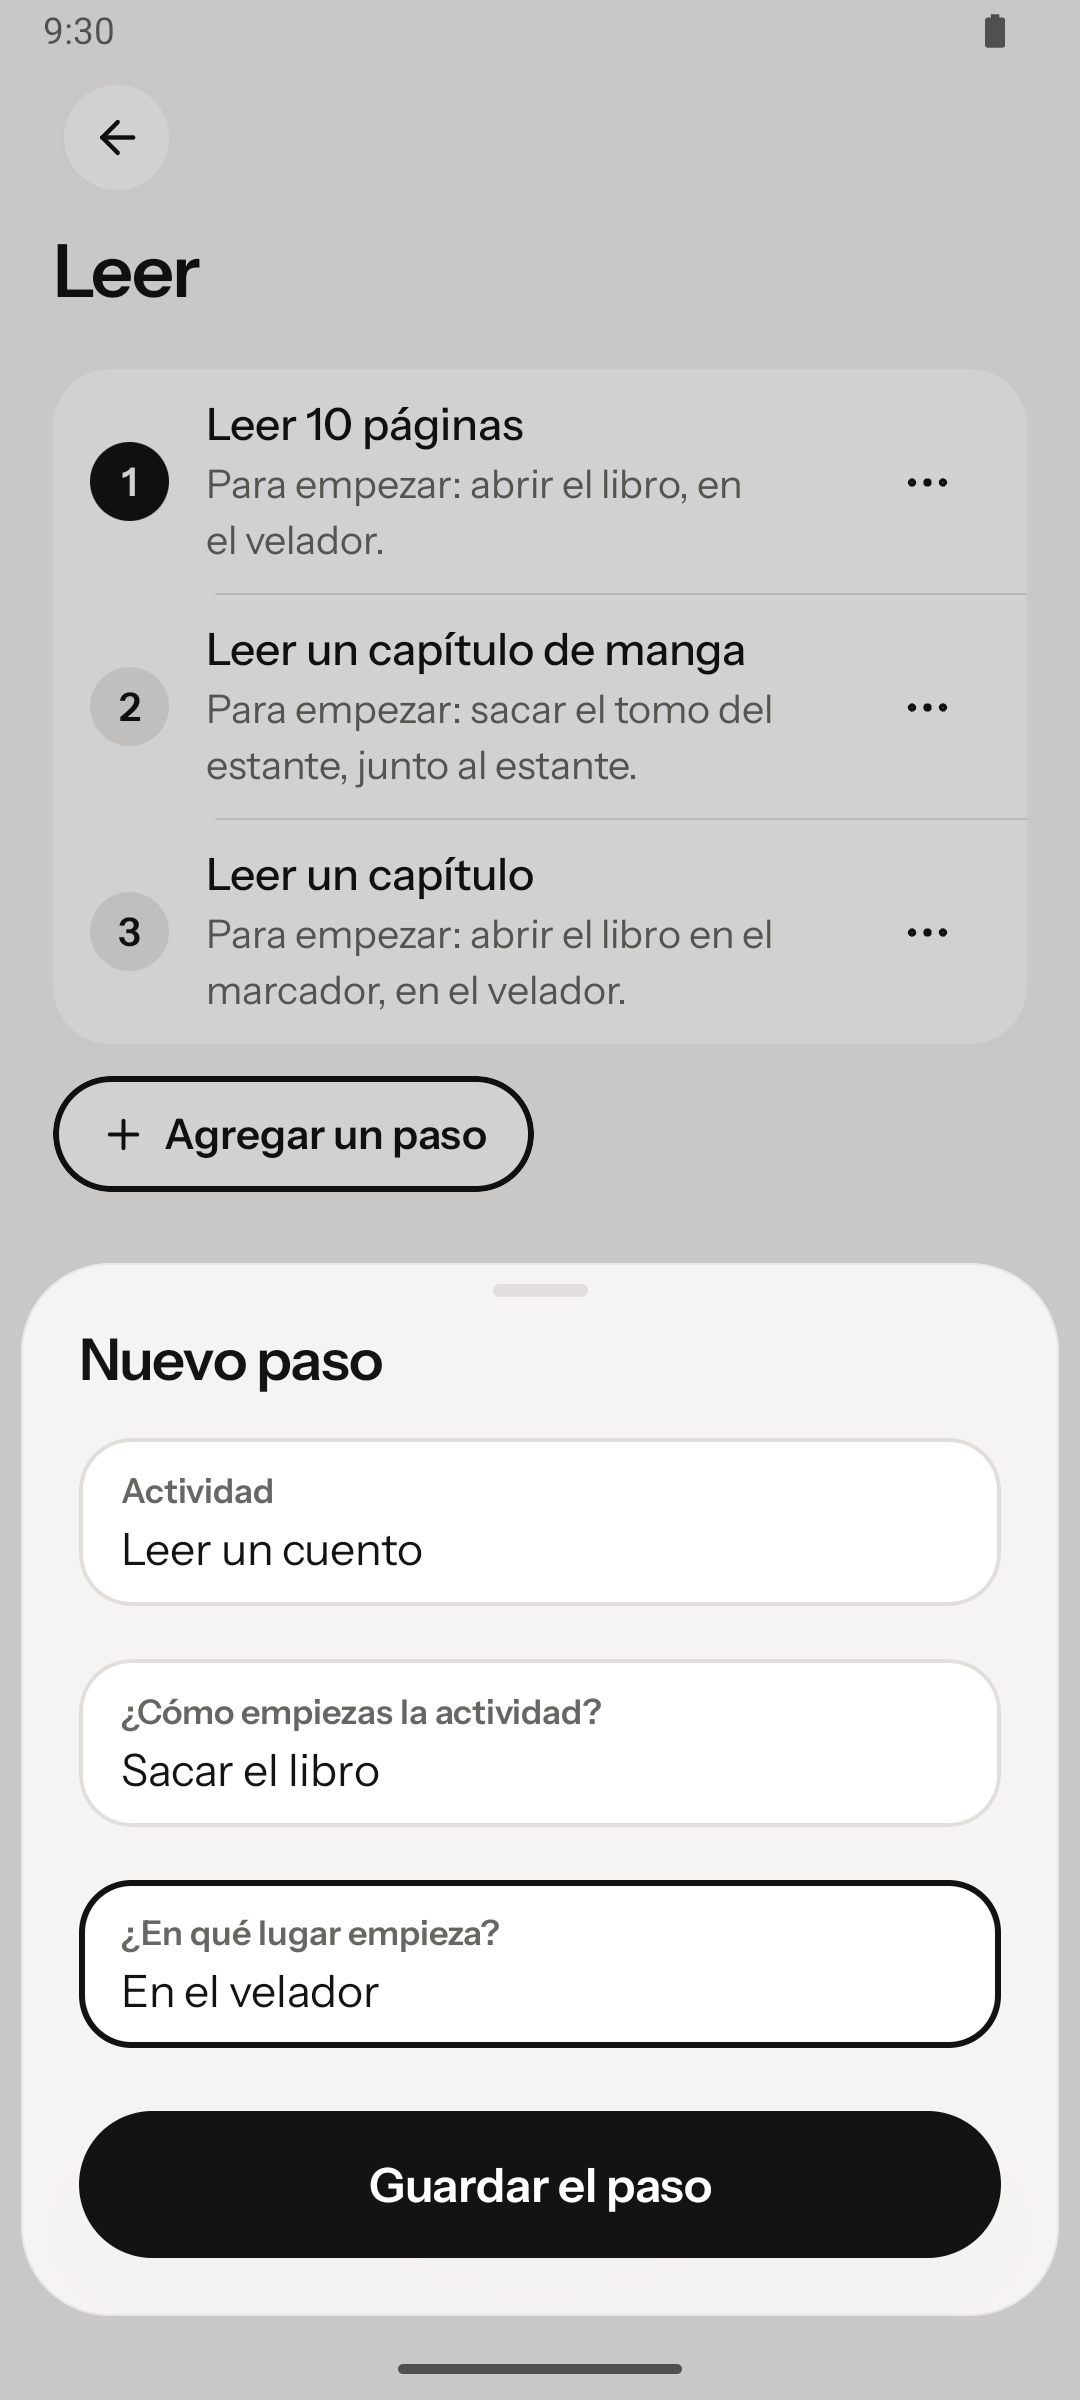 9:30
Leer
1
Leer 10 páginas
Para empezar: abrir el libro, en
el velador.
2
Leer un capítulo de manga
Para empezar: sacar el tomo del
estante, junto al estante.
3
Leer un capítulo
Para empezar: abrir el libro en el
marcador, en el velador.
Agregar un paso
Nuevo paso
Actividad
Leer un cuento
¿Cómo empiezas la actividad?
Sacar el libro
¿En qué lugar empieza?
En el velador
Guardar el paso